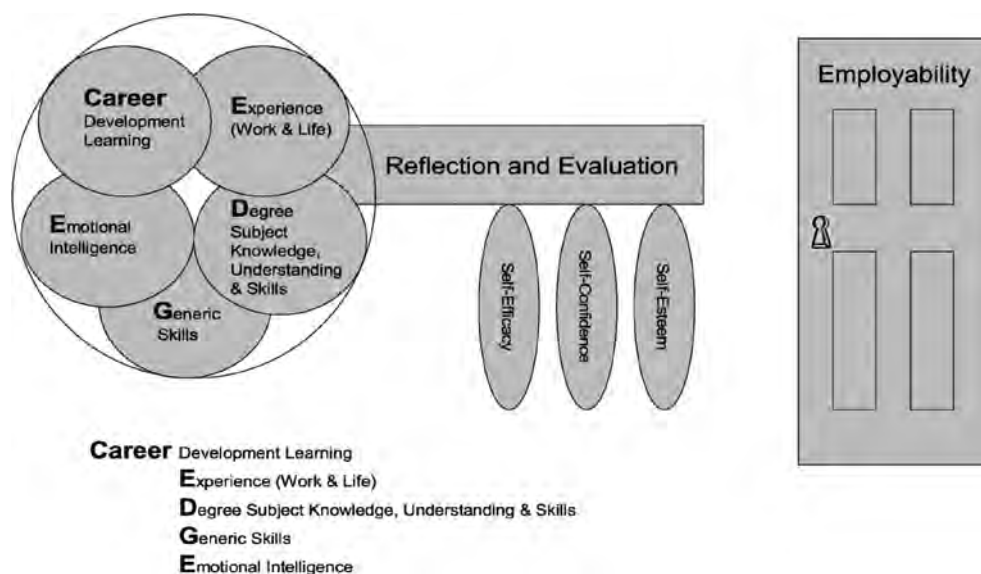 Career
Development
Learning
Experience
(Work & Life)
Emotional
Intelligence
Degree
Subject
Knowledge,
Understanding
& Skills
Generic
Skills
Reflection and Evaluation
Self-Efficacy
Self-Confidence
Self-Esteem
Employability
Career Development Learning
Experience (Work & Life)
Degree Subject Knowledge, Understanding & Skills
Generic Skills
Emotional Intelligence